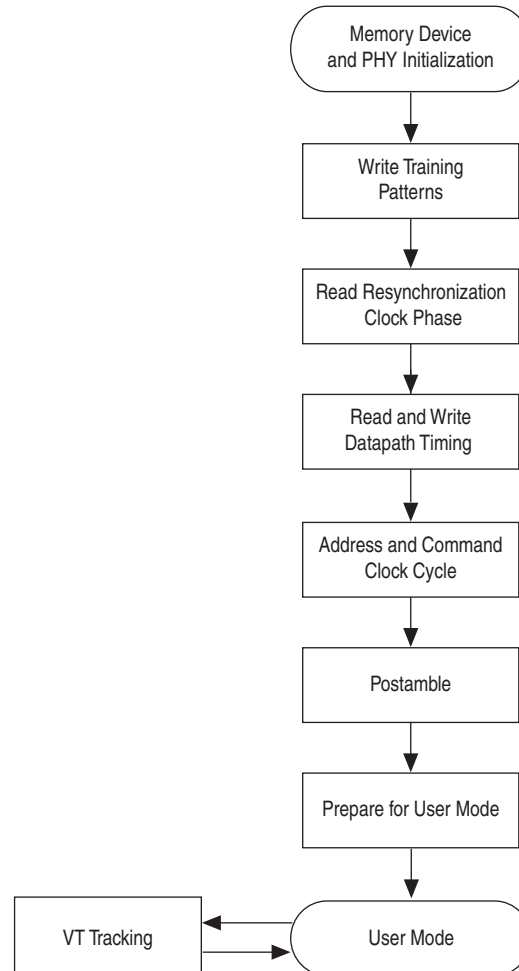 Memory Device
and PHY Initialization
Write Training
Patterns
Read Resynchronization
Clock Phase
Read and Write
Datapath Timing
Address and Command
Clock Cycle
Postamble
Prepare for User Mode
VT Tracking
User Mode